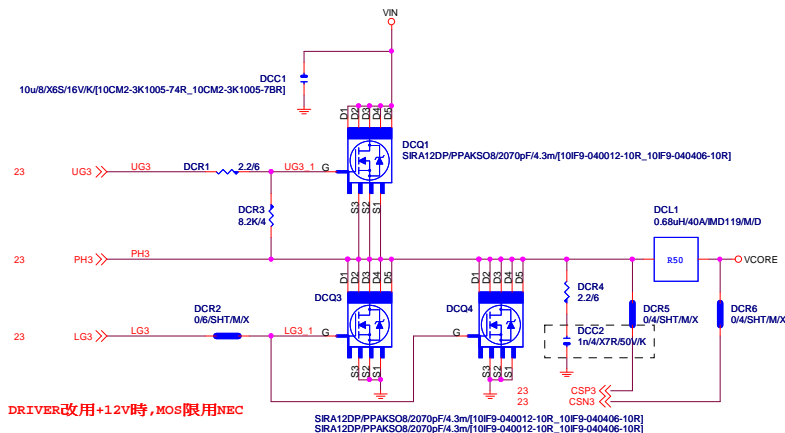 VIN
DCC1
10u/8/X6S/16V/K/[10CM2-3K1005-74R_10CM2-3K1005-7BR]
D1 D2 D3 D4 D5
DCQ1
SIRA12DP/PPAKSO8/2070pF/4.3m/[10IF9-040012-10R_10IF9-040406-10R]
23 UG3 UG3 DCR1 2.2/6 UG3_1 G
S3 S2 S1
DCR3
8.2K/4
DCL1
0.68uH/40A/IMD119/M/D
23 PH3 PH3
R50
VCORE
D1 D2 D3 D4 D5
D1 D2 D3 D4 D5
DCR4
2.2/6
DCR2
0/6/SHT/M/X
DCQ3
DCQ4
DCR5
0/4/SHT/M/X
DCR6
0/4/SHT/M/X
23 LG3 LG3 LG3_1 G
G
DCC2
1n/4/X7R/50V/K
S3 S2 S1
S3 S2 S1
23 CSP3
23 CSN3
DRIVER改用+12V時,MOS限用NEC
SIRA12DP/PPAKSO8/2070pF/4.3m/[10IF9-040012-10R_10IF9-040406-10R]
SIRA12DP/PPAKSO8/2070pF/4.3m/[10IF9-040012-10R_10IF9-040406-10R]